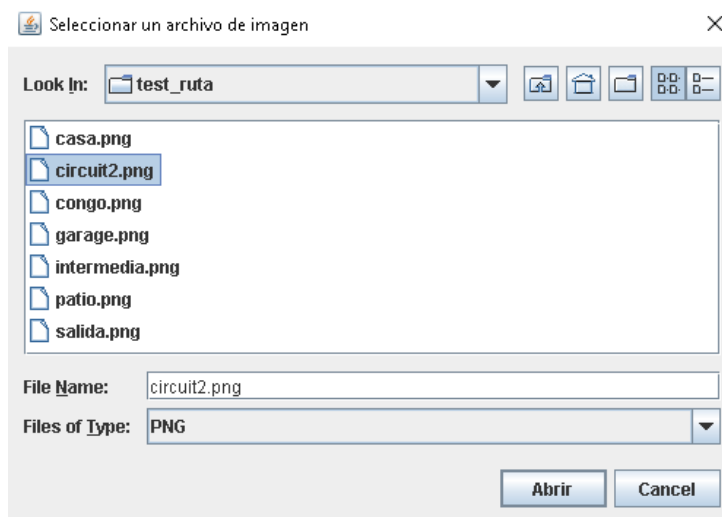 Seleccionar un archivo de imagen
Look In: test_ruta
casa.png
circuit2.png
congo.png
garage.png
intermedia.png
patio.png
salida.png
File Name: circuit2.png
Files of Type: PNG
Abrir Cancel